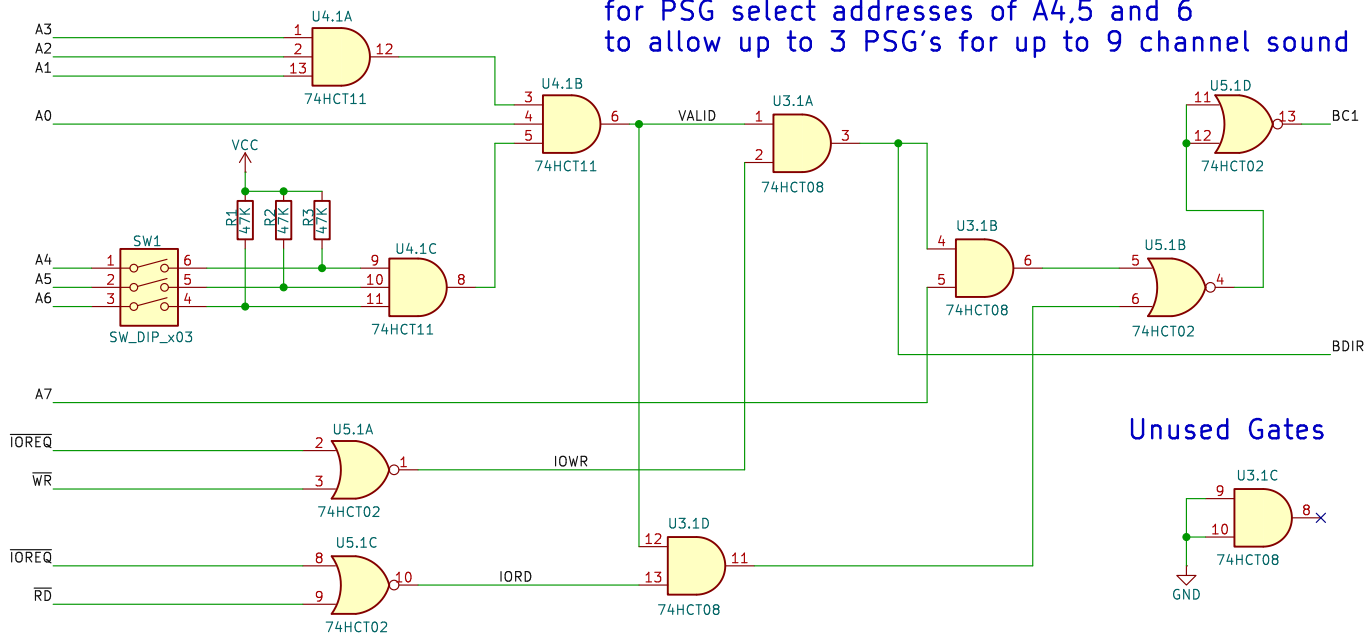 for PSG select addresses of A4,5 and 6
to allow up to 3 PSG's for up to 9 channel sound
U4.1A
A3
1
A2
2
12
A1
13
74HCT11
U4.1B
3
A0
4
6
5
74HCT11
VALID
U3.1A
1
3
2
74HCT08
U5.1D
11
13
BC1
12
74HCT02
VCC
R1
47K
R2
47K
R3
47K
SW1
A4
1
6
A5
2
5
A6
3
4
SW_DIP_x03
U4.1C
9
10
8
11
74HCT11
U3.1B
4
6
5
74HCT08
U5.1B
5
4
6
74HCT02
BDIR
A7
U5.1A
IOREQ
2
1
IOWR
WR
3
74HCT02
U5.1C
IOREQ
8
10
IORD
RD
9
74HCT02
U3.1D
12
11
13
74HCT08
Unused Gates
U3.1C
9
8
10
74HCT08
GND